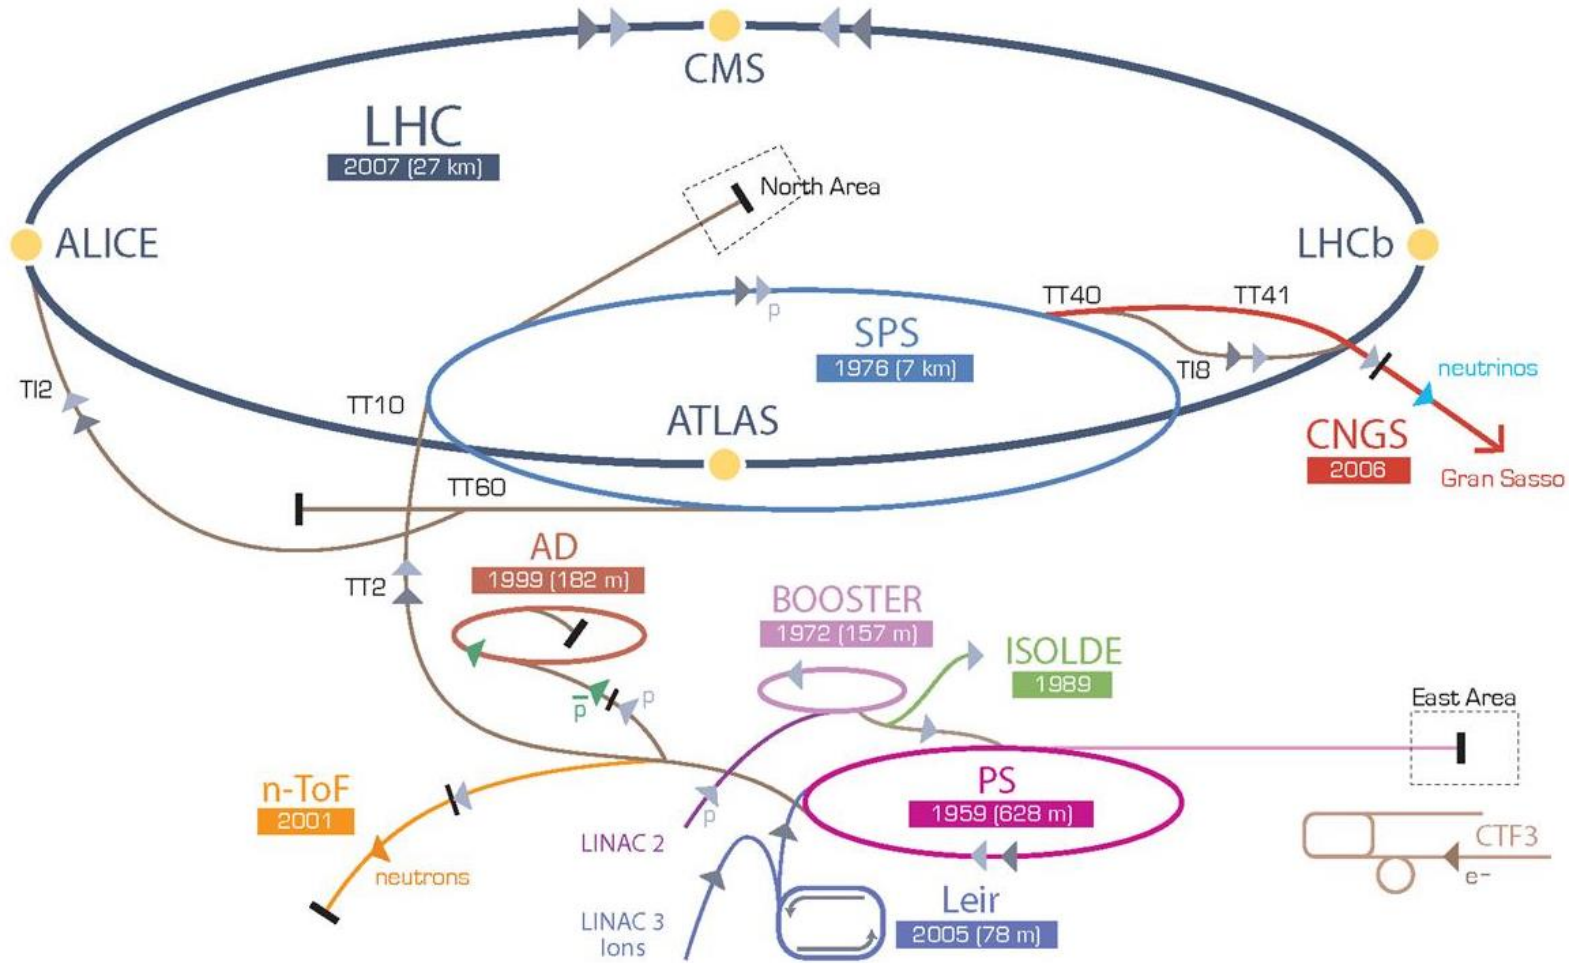 CMS
LHC
2007 (27 km)
North Area
ALICE
LHCb
TT40
TT41
p
SPS
1976 (7 km)
TI8
neutrinos
TI2
TT10
ATLAS
CNGS
2006
Gran Sasso
TT60
AD
1999 (182 m)
TT2
BOOSTER
1972 (157 m)
ISOLDE
1989
p̅
p
East Area
n-ToF
2001
PS
1959 (628 m)
p
LINAC 2
CTF3
e-
neutrons
Leir
2005 (78 m)
LINAC 3
Ions